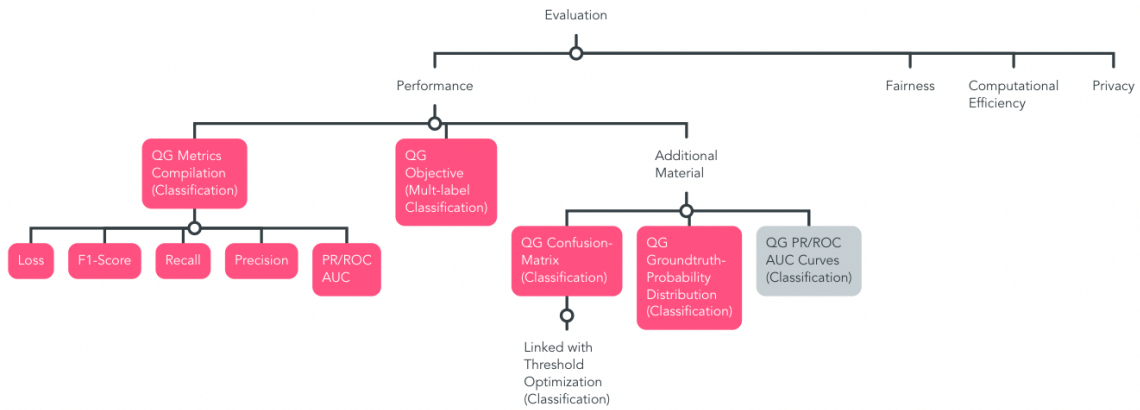 Evaluation
Performance
Fairness
Computational
Efficiency
Privacy
QG Metrics
Compilation
(Classification)
QG
Objective
(Mult-label
Classification)
Additional
Material
Loss
F1-Score
Recall
Precision
PR/ROC
AUC
QG Confusion-
Matrix
(Classification)
QG
Groundtruth-
Probability
Distribution
(Classification)
QG PR/ROC
AUC Curves
(Classification)
Linked with
Threshold
Optimization
(Classification)